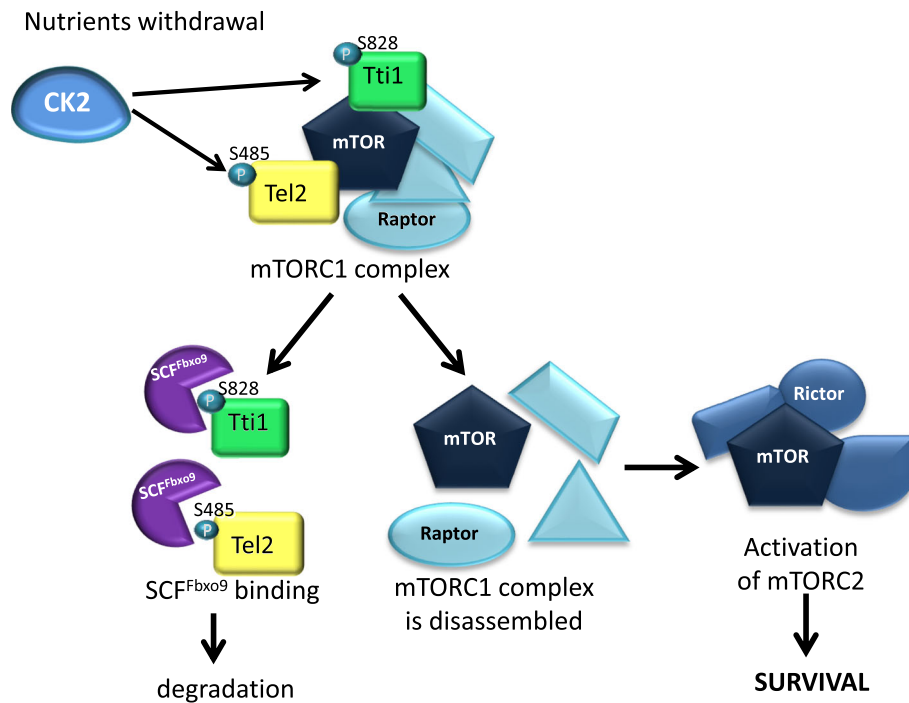 Nutrients withdrawal
CK2
P
S828
Tti1
mTOR
S485
P
Tel2
Raptor
mTORC1 complex
SCFFbxo9
S828
P
Tti1
SCFFbxo9
S485
P
Tel2
SCFFbxo9 binding
degradation
mTOR
Raptor
mTORC1 complex
is disassembled
Rictor
mTOR
Activation
of mTORC2
SURVIVAL